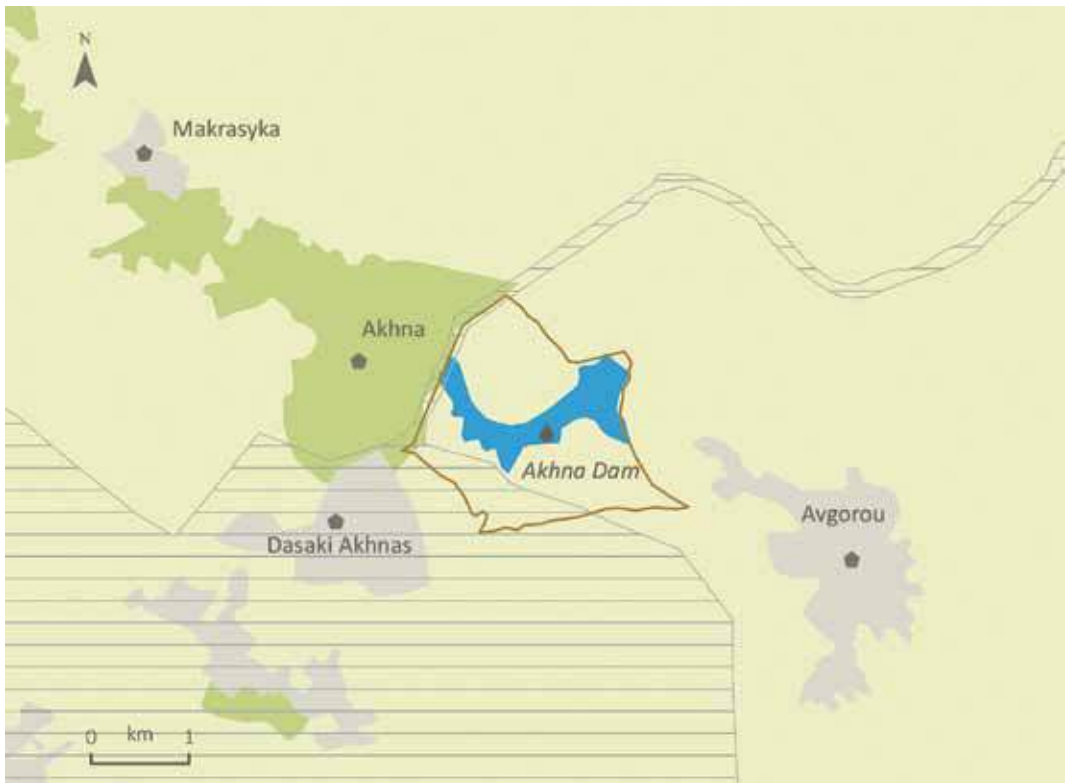 N
Makrasyka
Akhna
Akhna Dam
Avgorou
Dasaki Akhnas
0 km 1